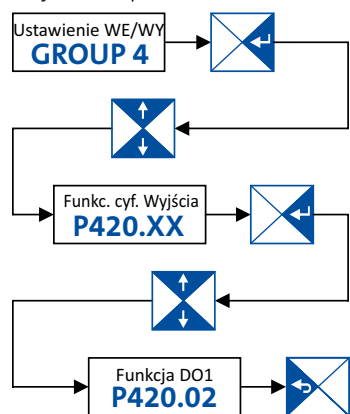 Ustawienie WE/WY
GROUP 4
Funkc. cyf. Wyjścia
P420.XX
Funkcja DO1
P420.02